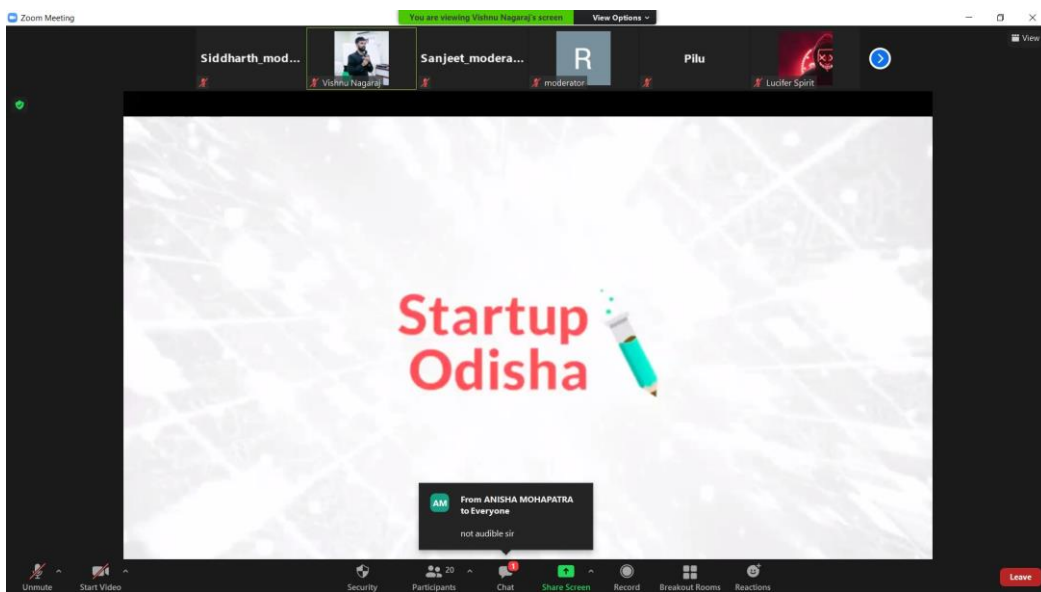 Zoom Meeting
You are viewing Vishnu Nagaraj's screen View Options
View
Siddharth_mod...
Vishnu Nagaraj
Sanjeet_modera...
R
moderator
Pilu
Lucifer Spirit
Startup
Odisha
AM
From ANISHA MOHAPATRA
to Everyone
not audible sir
Unmute
Start Video
Security
20
Participants
1
Chat
Share Screen
Record
Breakout Rooms
Reactions
Leave